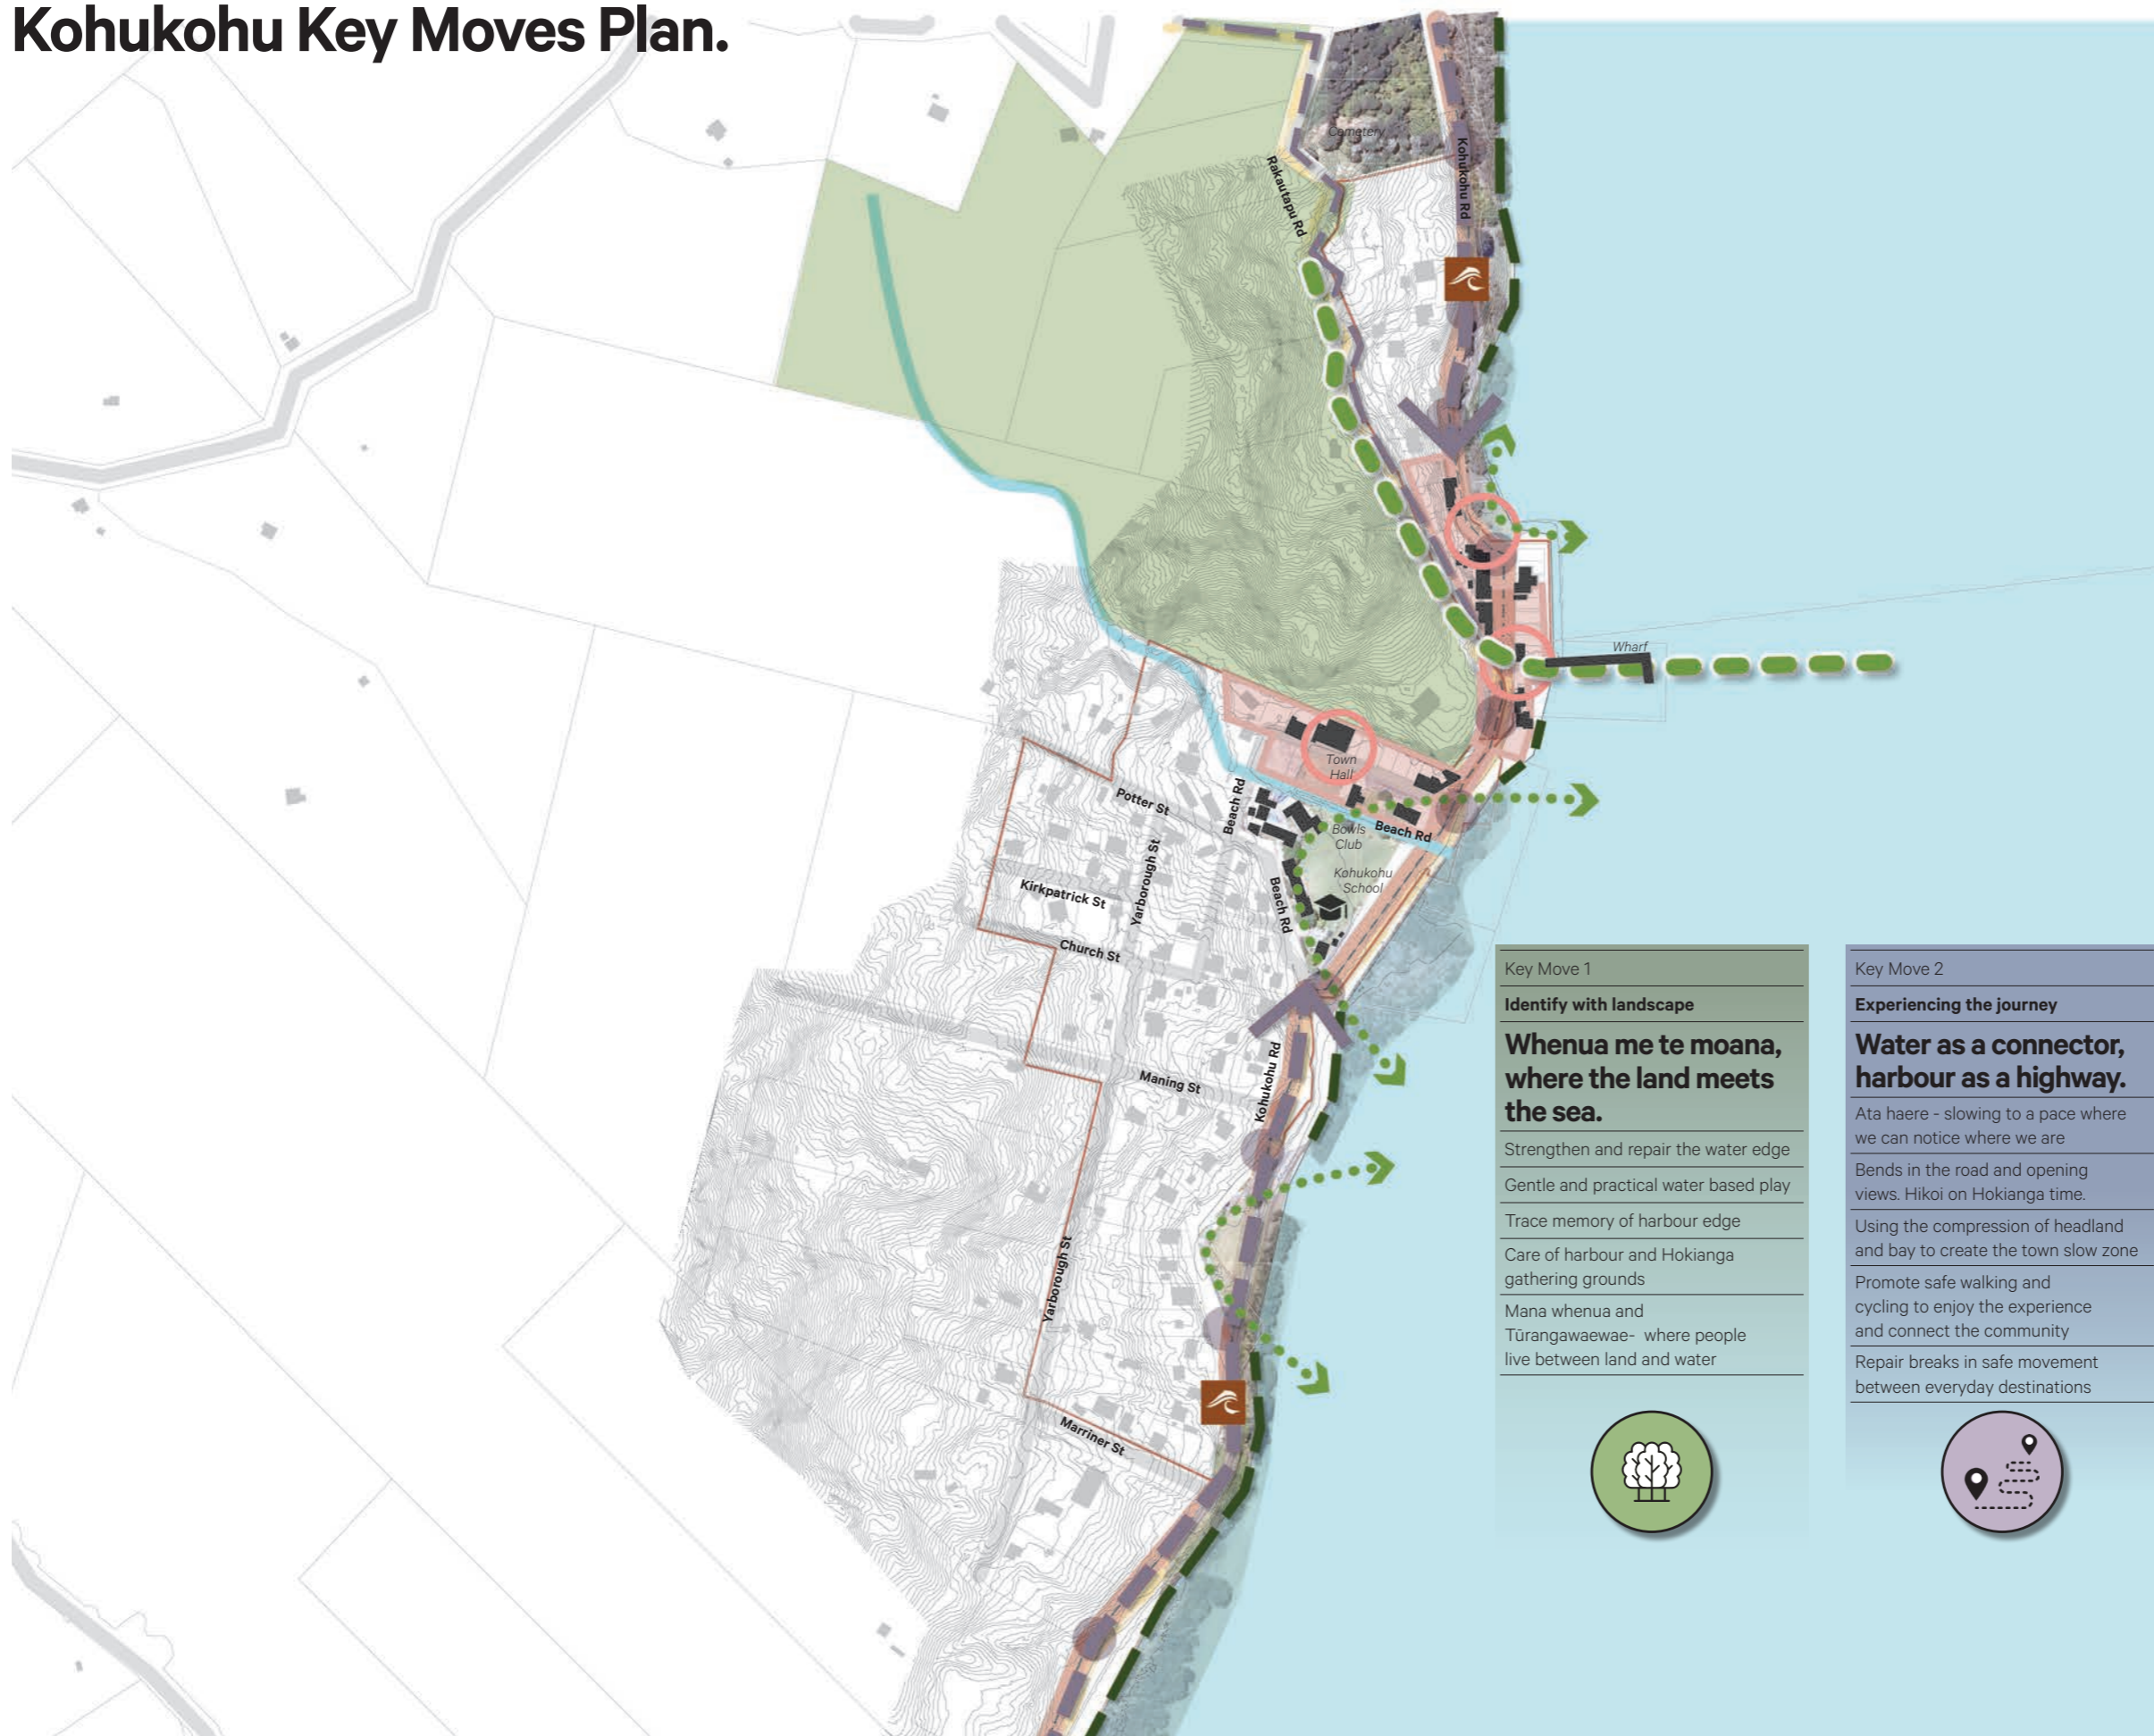 Kohukohu Key Moves Plan.
Cemetery
Rakautapu Rd
Kohukohu Rd
Wharf
Town
Hall
Potter St
Beach Rd
Bowls
Club
Beach Rd
Kohukohu
School
Beach Rd
Yarborough St
Kirkpatrick St
Church St
Maning St
Kohukohu Rd
Yarborough St
Marriner St
Key Move 1
Identify with landscape
Whenua me te moana,
where the land meets
the sea.
Strengthen and repair the water edge
Gentle and practical water based play
Trace memory of harbour edge
Care of harbour and Hokianga
gathering grounds
Mana whenua and
Tūrangawaewae- where people
live between land and water
Key Move 2
Experiencing the journey
Water as a connector,
harbour as a highway.
Ata haere - slowing to a pace where
we can notice where we are
Bends in the road and opening
views. Hikoi on Hokianga time.
Using the compression of headland
and bay to create the town slow zone
Promote safe walking and
cycling to enjoy the experience
and connect the community
Repair breaks in safe movement
between everyday destinations